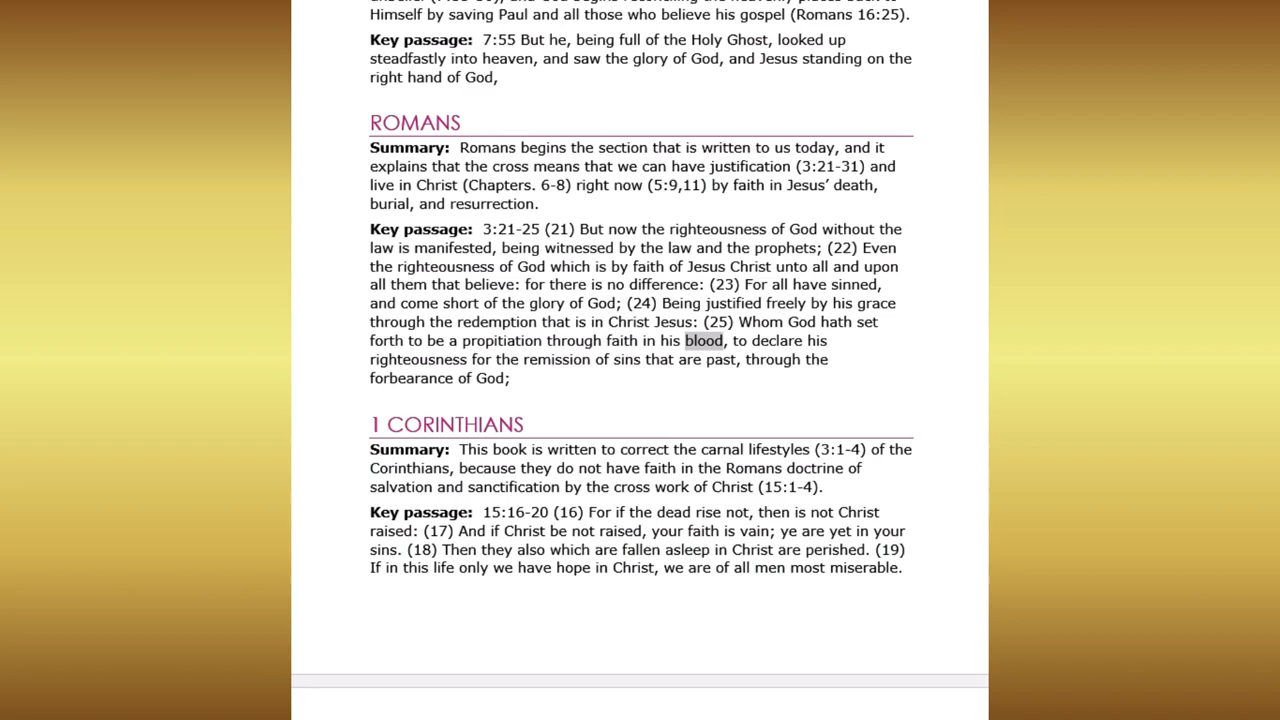 Himself by saving Paul and all those who believe his gospel (Romans 16:25).
Key passage: 7:55 But he, being full of the Holy Ghost, looked up
steadfastly into heaven, and saw the glory of God, and Jesus standing on the
right hand of God,
ROMANS
Summary: Romans begins the section that is written to us today, and it
explains that the cross means that we can have justification (3:21-31) and
live in Christ (Chapters. 6-8) right now (5:9,11) by faith in Jesus’ death,
burial, and resurrection.
Key passage: 3:21-25 (21) But now the righteousness of God without the
law is manifested, being witnessed by the law and the prophets; (22) Even
the righteousness of God which is by faith of Jesus Christ unto all and upon
all them that believe: for there is no difference: (23) For all have sinned,
and come short of the glory of God; (24) Being justified freely by his grace
through the redemption that is in Christ Jesus: (25) Whom God hath set
forth to be a propitiation through faith in his blood, to declare his
righteousness for the remission of sins that are past, through the
forbearance of God;
1 CORINTHIANS
Summary: This book is written to correct the carnal lifestyles (3:1-4) of the
Corinthians, because they do not have faith in the Romans doctrine of
salvation and sanctification by the cross work of Christ (15:1-4).
Key passage: 15:16-20 (16) For if the dead rise not, then is not Christ
raised: (17) And if Christ be not raised, your faith is vain; ye are yet in your
sins. (18) Then they also which are fallen asleep in Christ are perished. (19)
If in this life only we have hope in Christ, we are of all men most miserable.